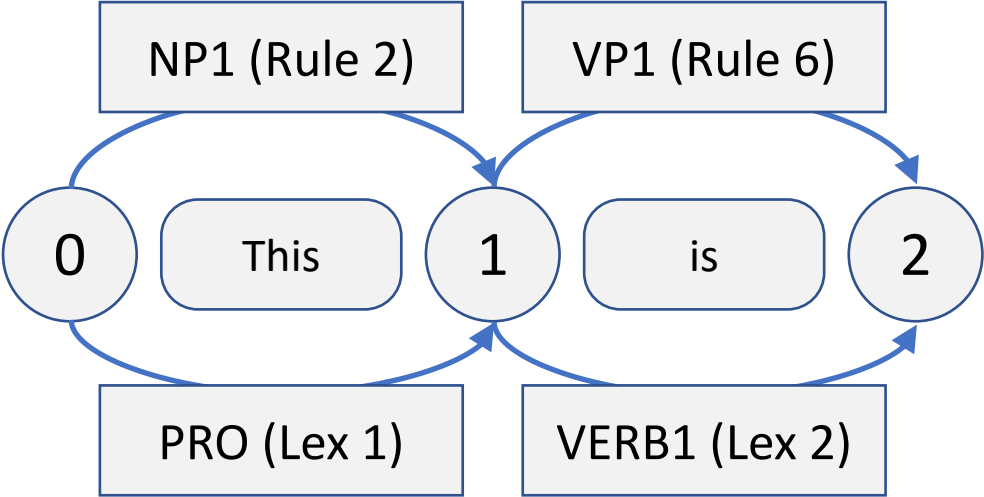 NP1 (Rule 2)
VP1 (Rule 6)
0
This
1
is
2
PRO (Lex 1)
VERB1 (Lex 2)